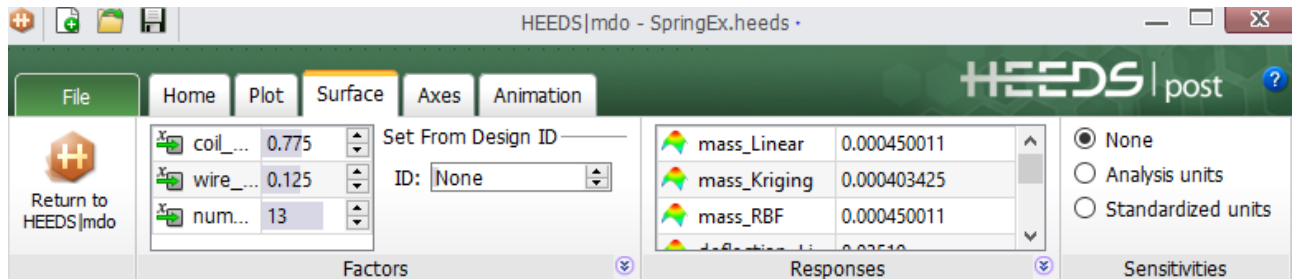 HEEDS|mdo - SpringEx.heeds
HEEDS|post
File Home Plot Surface Axes Animation
coil_... 0.775
Set From Design ID
mass_Linear 0.000450011
None
wire_... 0.125
ID: None
mass_Kriging 0.000403425
Analysis units
num... 13
mass_RBF 0.000450011
Standardized units
Return to
HEEDS|mdo
Factors
Responses
Sensitivities